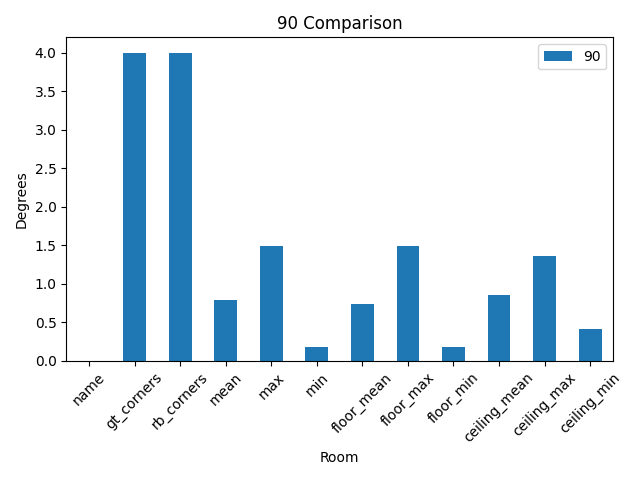 90 Comparison
90
Degrees
4.0
3.5
3.0
2.5
2.0
1.5
1.0
0.5
0.0
name
gt_corners
rb_corners
mean
max
min
floor_mean
floor_max
floor_min
ceiling_mean
ceiling_max
ceiling_min
Room